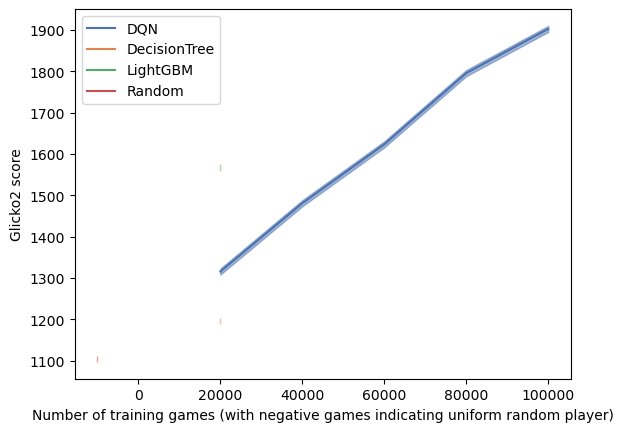 DQN
DecisionTree
LightGBM
Random
1900
1800
1700
1600
1500
1400
1300
1200
1100
Glicko2 score
0
20000
40000
60000
80000
100000
Number of training games (with negative games indicating uniform random player)